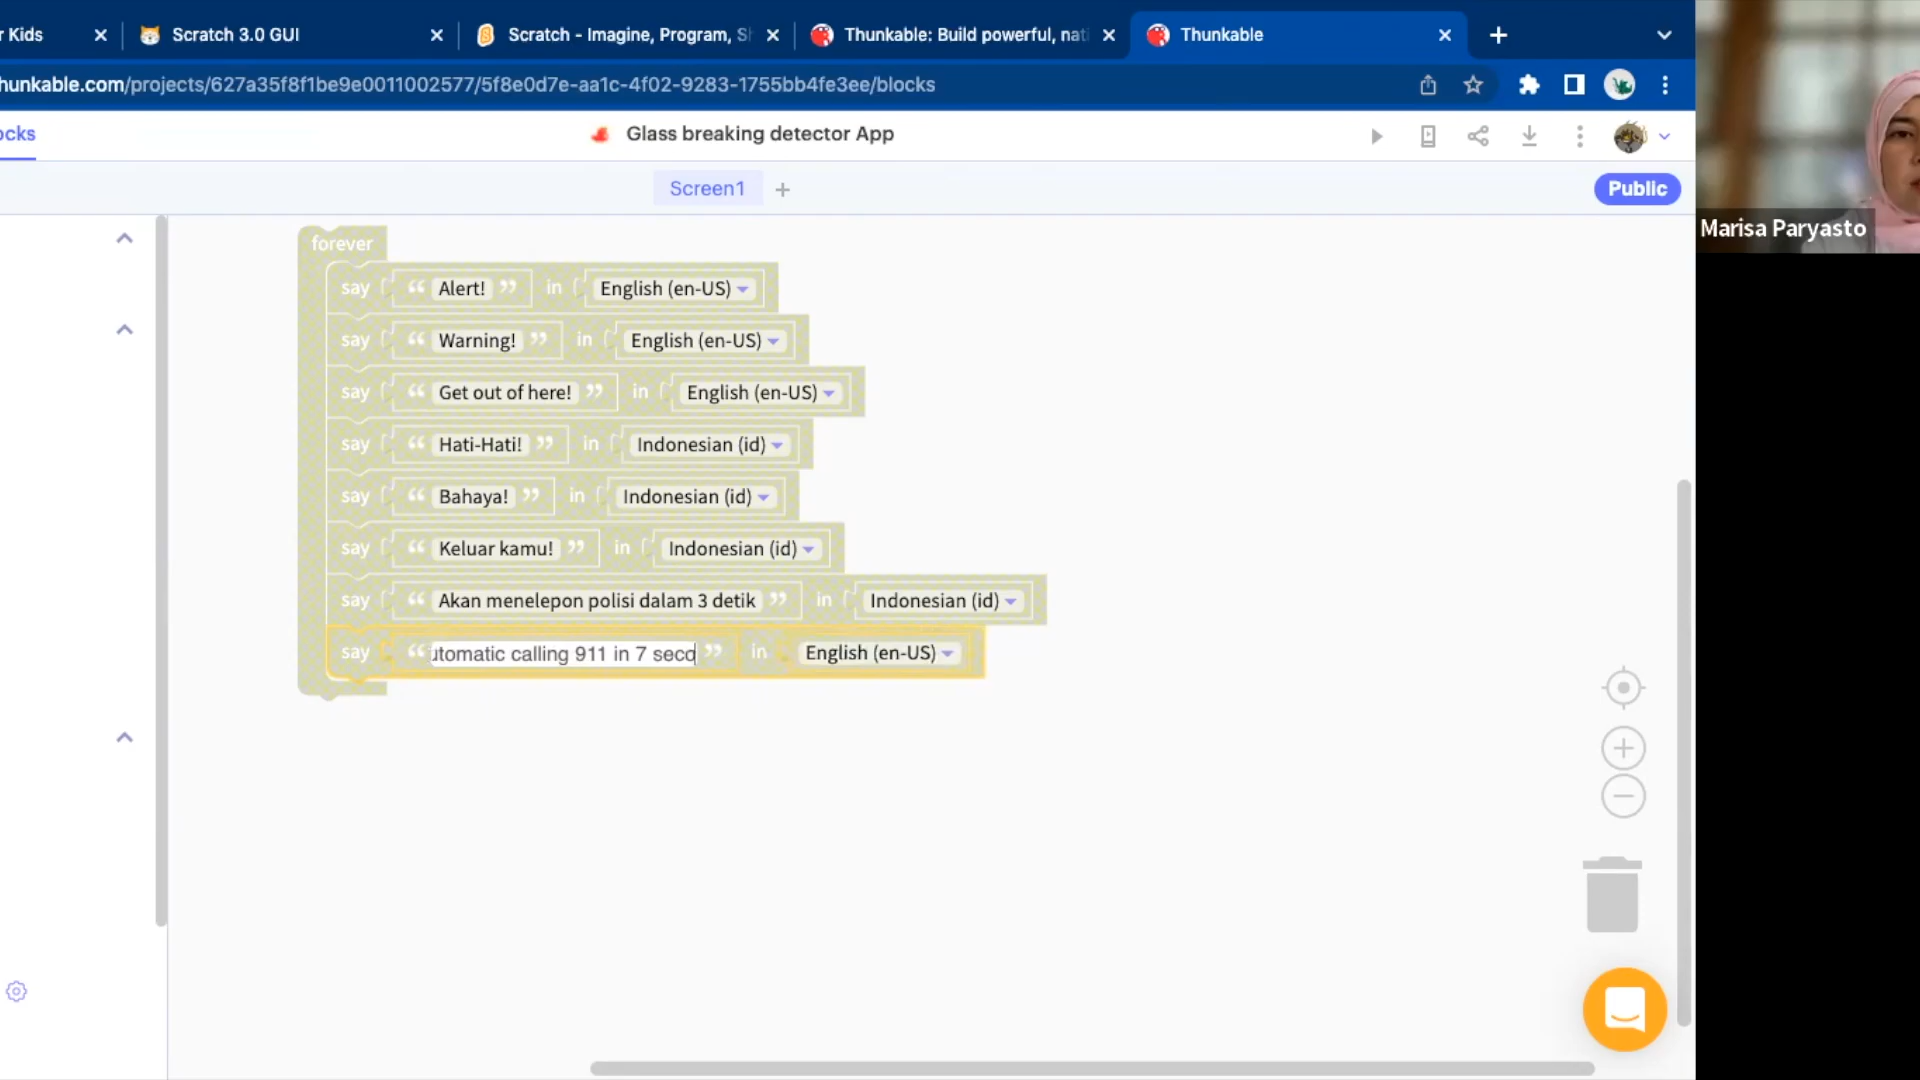 r Kids
Scratch 3.0 GUI
Scratch - Imagine, Program, Sh
Thunkable: Build powerful, nati
Thunkable
hunkable.com/projects/627a35f8f1be9e0011002577/5f8e0d7e-aa1c-4f02-9283-1755bb4fe3ee/blocks
ocks
Glass breaking detector App
Screen1
Public
Marisa Paryasto
forever
say “ Alert! ” in English (en-US)
say “ Warning! ” in English (en-US)
say “ Get out of here! ” in English (en-US)
say “ Hati-Hati! ” in Indonesian (id)
say “ Bahaya! ” in Indonesian (id)
say “ Keluar kamu! ” in Indonesian (id)
say “ Akan menelepon polisi dalam 3 detik ” in Indonesian (id)
say “ utomatic calling 911 in 7 seco ” in English (en-US)